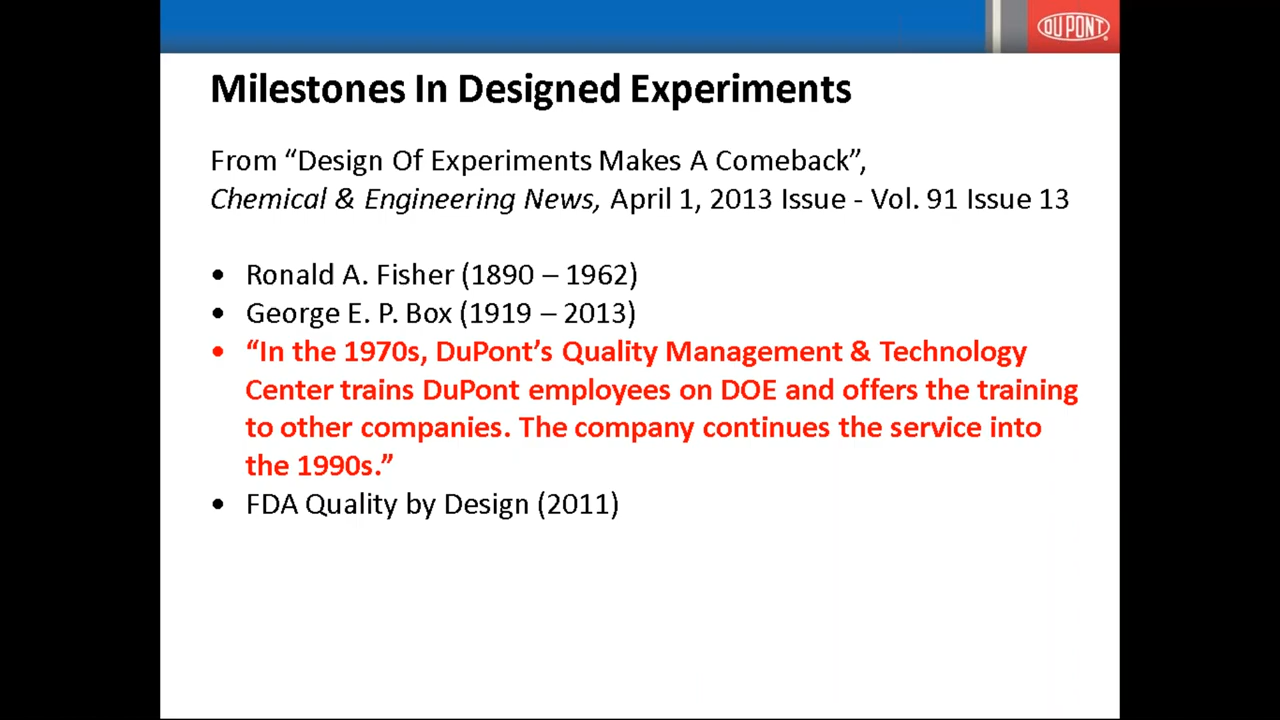 DUPONT
Milestones In Designed Experiments
From “Design Of Experiments Makes A Comeback”,
Chemical & Engineering News, April 1, 2013 Issue - Vol. 91 Issue 13
• Ronald A. Fisher (1890 – 1962)
• George E. P. Box (1919 – 2013)
• “In the 1970s, DuPont’s Quality Management & Technology
Center trains DuPont employees on DOE and offers the training
to other companies. The company continues the service into
the 1990s.”
• FDA Quality by Design (2011)